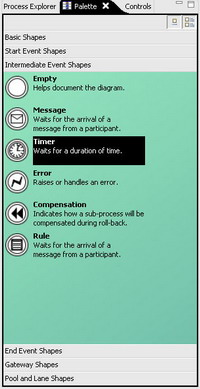 Process Explorer Palette Controls
Basic Shapes
Start Event Shapes
Intermediate Event Shapes
Empty
Helps document the diagram.
Message
Waits for the arrival of a
message from a participant.
Timer
Waits for a duration of time.
Error
Raises or handles an error.
Compensation
Indicates how a sub-process will be
compensated during roll-back.
Rule
Waits for the arrival of a
message from a participant.
End Event Shapes
Gateway Shapes
Pool and Lane Shapes